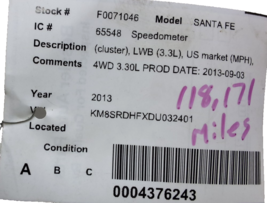 Stock # F0071046 Model SANTA FE
IC # 65548 Speedometer
Description (cluster), LWB (3.3L), US market (MPH),
Comments 4WD 3.30L PROD DATE: 2013-09-03
Year 2013
118,171
KM8SRDHFXDU032401
Miles
Located
Condition
A B C
0004376243